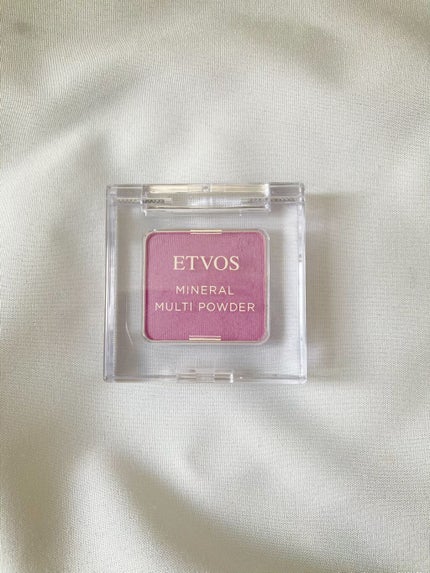 ETVOS
MINERAL
MULTI POWDER